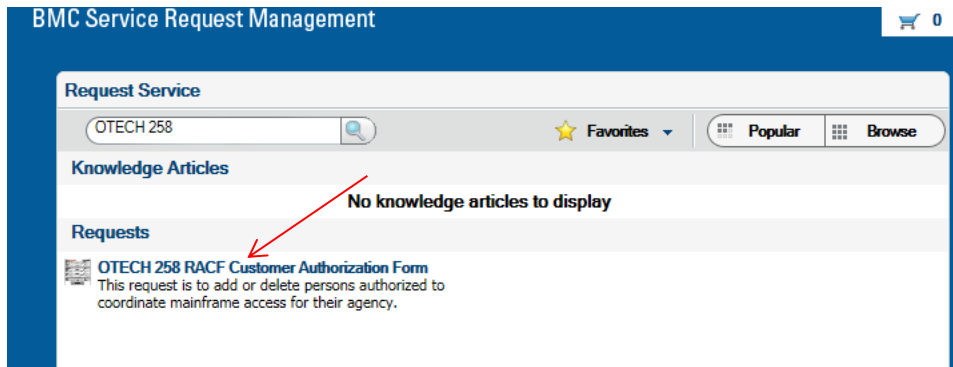 BMC Service Request Management
0
Request Service
OTECH 258
Favorites
Popular
Browse
Knowledge Articles
No knowledge articles to display
Requests
OTECH 258 RACF Customer Authorization Form
This request is to add or delete persons authorized to
coordinate mainframe access for their agency.